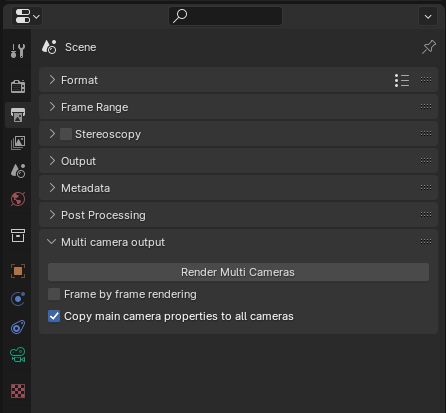 Scene
Format
Frame Range
Stereoscopy
Output
Metadata
Post Processing
Multi camera output
Render Multi Cameras
Frame by frame rendering
Copy main camera properties to all cameras